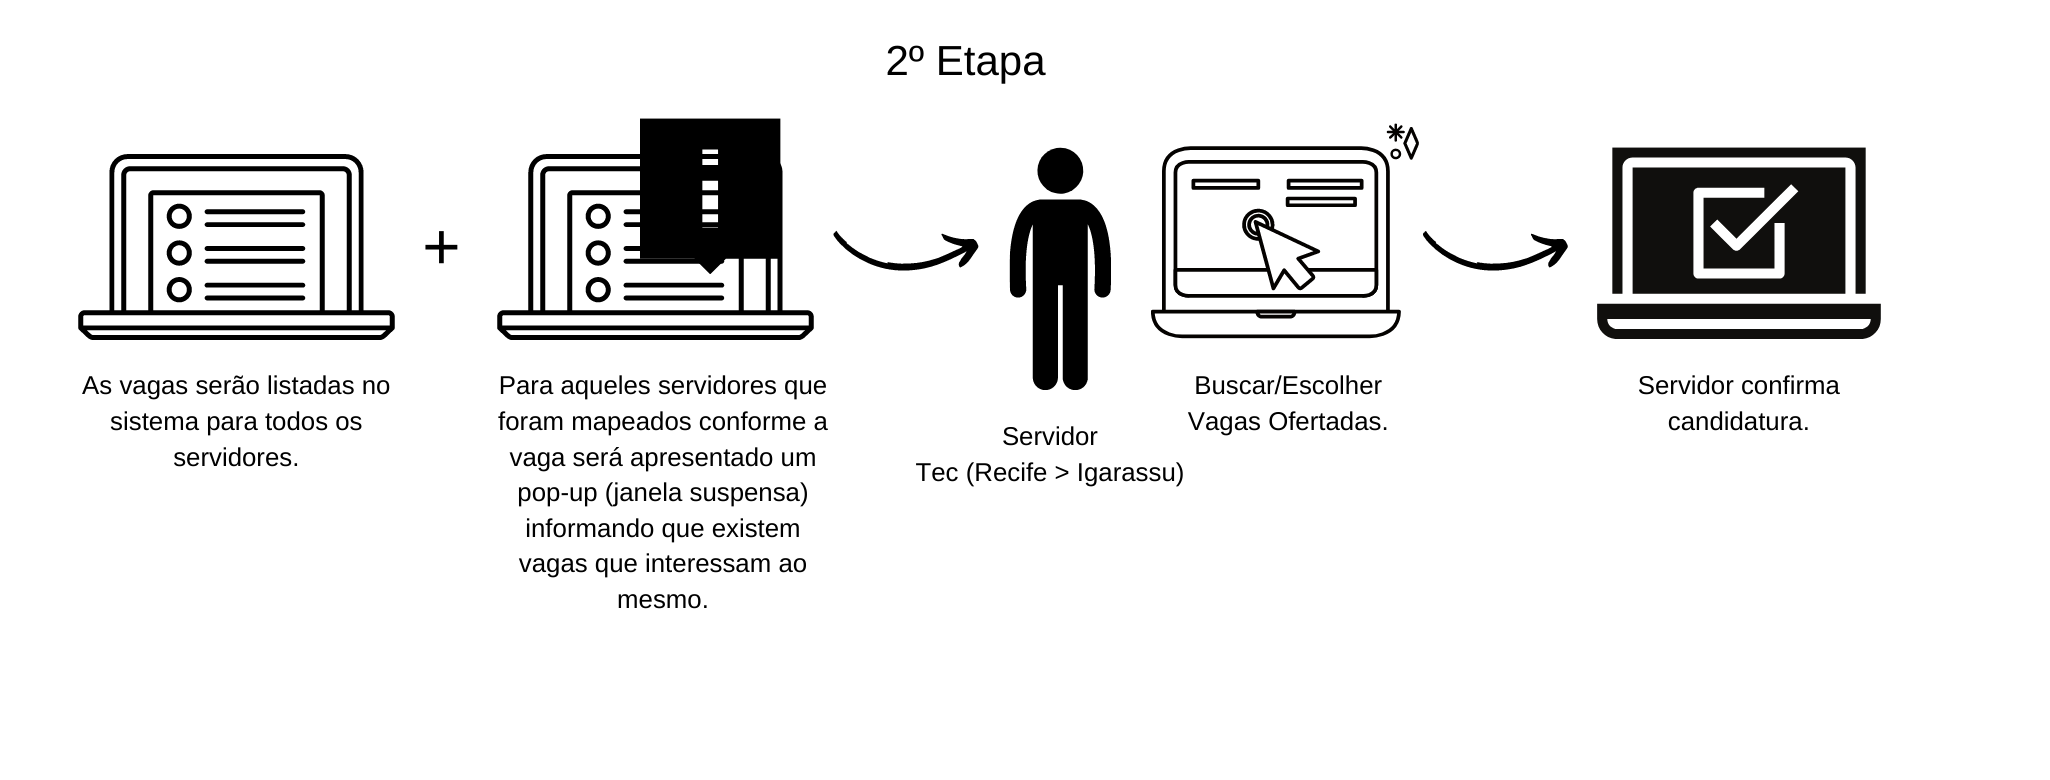 2º Etapa
+
As vagas serão listadas no
sistema para todos os
servidores.
Para aqueles servidores que
foram mapeados conforme a
vaga será apresentado um
pop-up (janela suspensa)
informando que existem
vagas que interessam ao
mesmo.
Servidor
Tec (Recife > Igarassu)
Buscar/Escolher
Vagas Ofertadas.
Servidor confirma
candidatura.